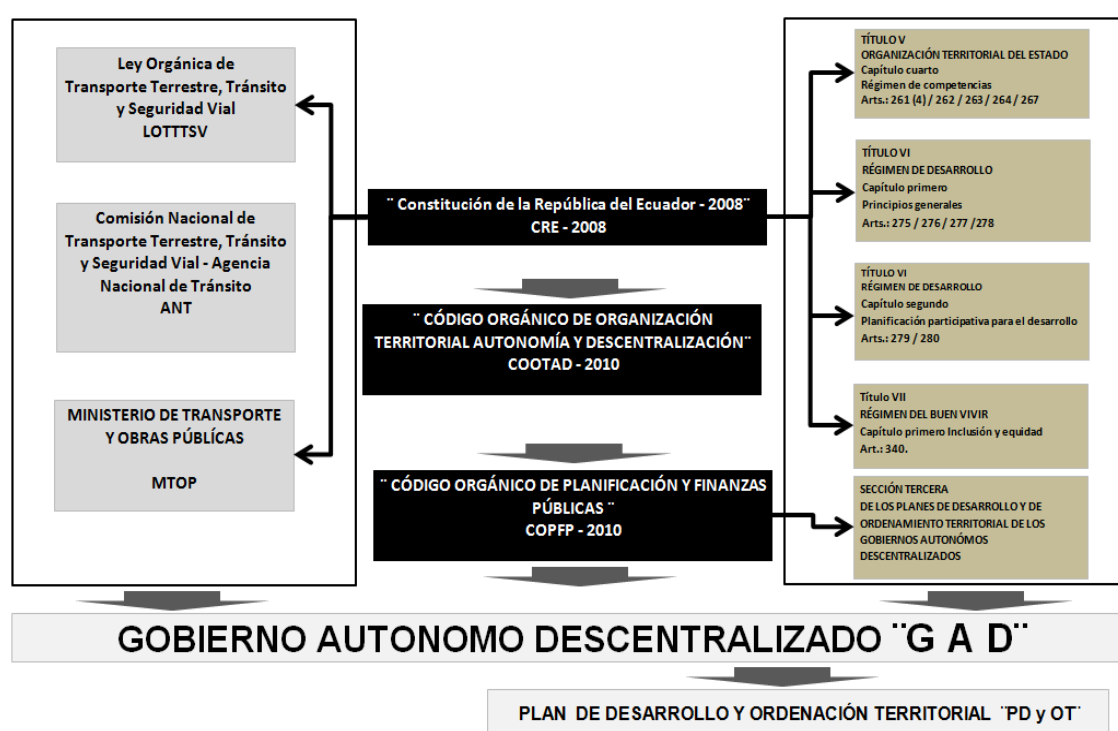 Ley Orgánica de
Transporte Terrestre, Tránsito
y Seguridad Vial
LOTTTSV
Comisión Nacional de
Transporte Terrestre, Tránsito
y Seguridad Vial - Agencia
Nacional de Tránsito
ANT
MINISTERIO DE TRANSPORTE
Y OBRAS PÚBLÍCAS
MTOP
¨ Constitución de la República del Ecuador - 2008¨
CRE - 2008
¨ CÓDIGO ORGÁNICO DE ORGANIZACIÓN
TERRITORIAL AUTONOMÍA Y DESCENTRALIZACIÓN¨
COOTAD - 2010
¨ CÓDIGO ORGÁNICO DE PLANIFICACIÓN Y FINANZAS
PÚBLICAS ¨
COPFP - 2010
TÍTULO V
ORGANIZACIÓN TERRITORIAL DEL ESTADO
Capítulo cuarto
Régimen de competencias
Arts.: 261 (4) / 262 / 263 / 264 / 267
TÍTULO VI
RÉGIMEN DE DESARROLLO
Capítulo primero
Principios generales
Arts.: 275 / 276 / 277 /278
TÍTULO VI
RÉGIMEN DE DESARROLLO
Capítulo segundo
Planificación participativa para el desarrollo
Arts.: 279 / 280
Título VII
RÉGIMEN DEL BUEN VIVIR
Capítulo primero Inclusión y equidad
Art.: 340.
SECCIÓN TERCERA
DE LOS PLANES DE DESARROLLO Y DE
ORDENAMIENTO TERRITORIAL DE LOS
GOBIERNOS AUTONÓMOS
DESCENTRALIZADOS
GOBIERNO AUTONOMO DESCENTRALIZADO ¨G A D¨
PLAN DE DESARROLLO Y ORDENACIÓN TERRITORIAL ¨PD y OT¨